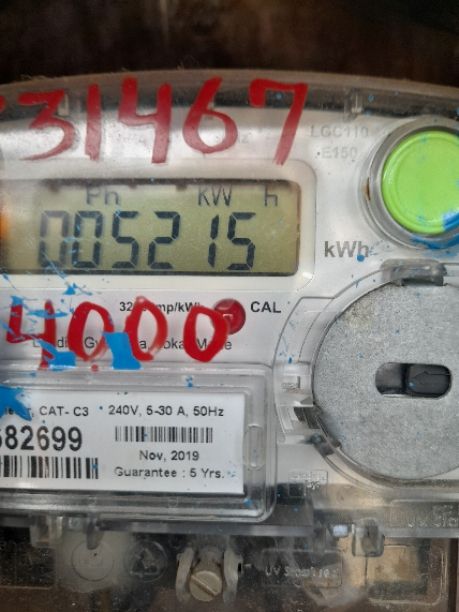 31467
LGC110
E150
Ph KW h
005215
kWh
CAL
4000
CAT- C3 240V, 5-30 A, 50Hz
682699
Nov, 2019
Guarantee : 5 Yrs.